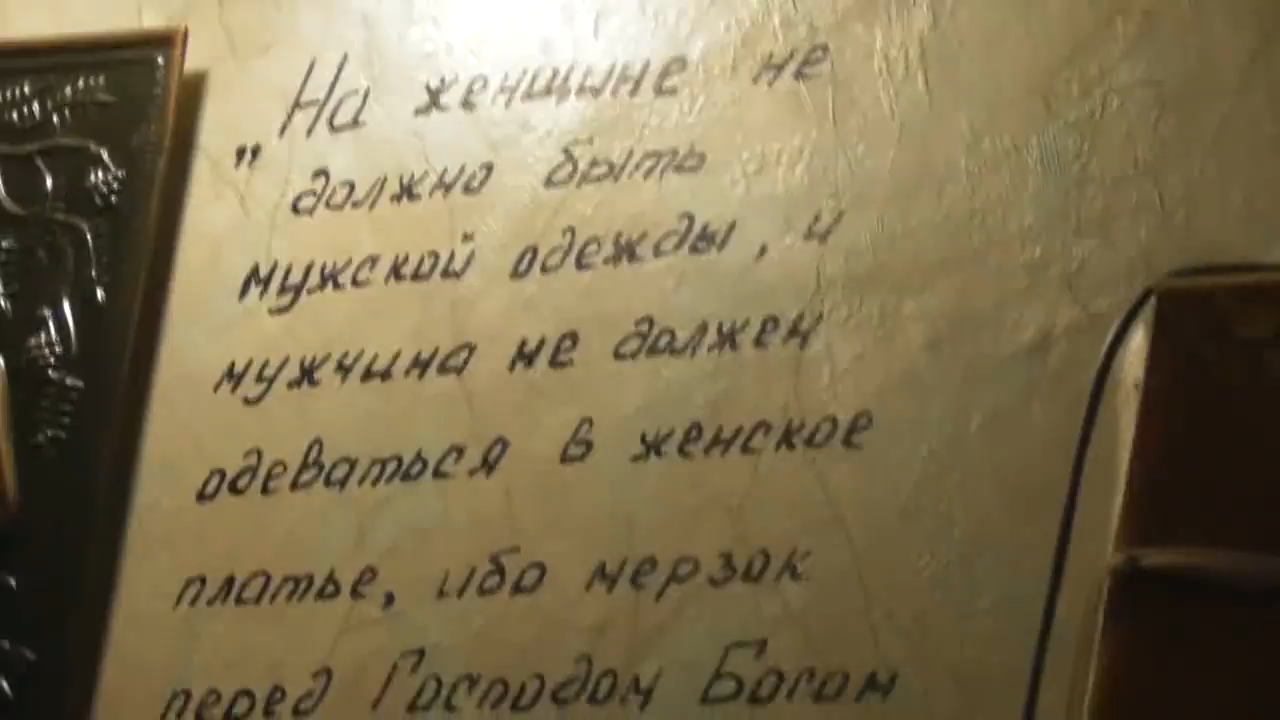 "На женщине не
должно быть
мужской одежды, и
мужчина не должен
одеваться в женское
платье, ибо мерзок
перед Господом Богом